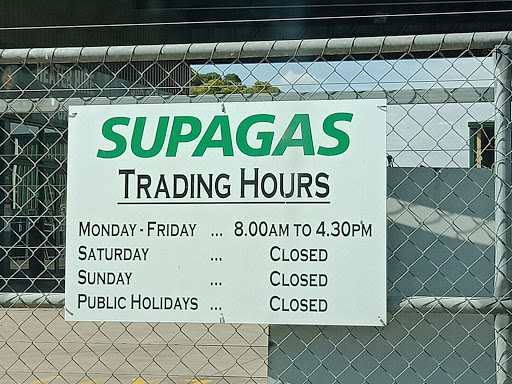 SUPAGAS
TRADING HOURS
MONDAY - FRIDAY ... 8.00AM TO 4.30PM
SATURDAY ... CLOSED
SUNDAY ... CLOSED
PUBLIC HOLIDAYS ... CLOSED